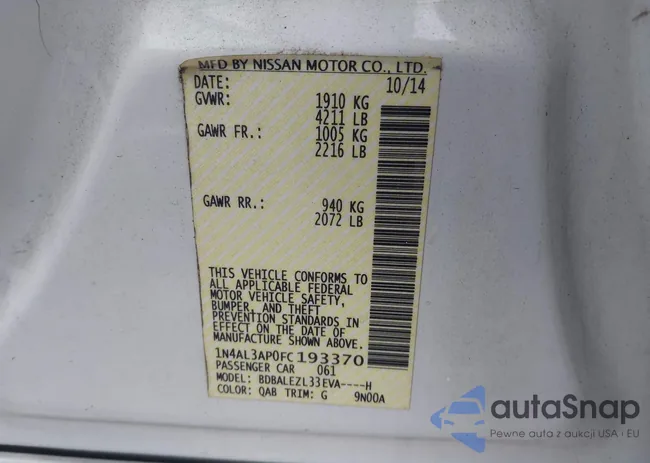 MFD BY NISSAN MOTOR CO., LTD.
DATE: 10/14
GVWR: 1910 KG
4211 LB
GAWR FR.: 1005 KG
2216 LB
GAWR RR.: 940 KG
2072 LB
THIS VEHICLE CONFORMS TO
ALL APPLICABLE FEDERAL
MOTOR VEHICLE SAFETY,
BUMPER, AND THEFT
PREVENTION STANDARDS IN
EFFECT ON THE DATE OF
MANUFACTURE SHOWN ABOVE.
1N4AL3AP0FC193370
PASSENGER CAR 061
MODEL: BDBALEZL33EVA----H
COLOR: QAB TRIM: G 9N00A
autoSnap
Pewne auta z aukcji USA i EU